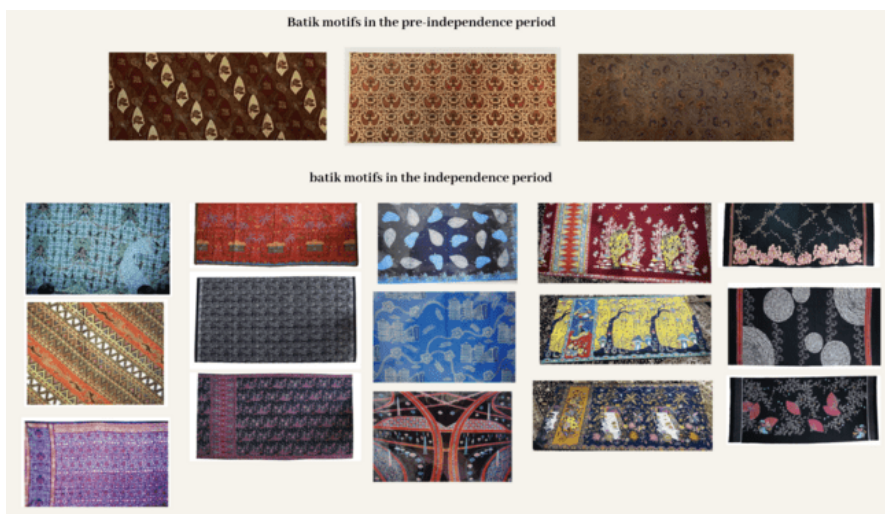 Batik motifs in the pre-independence period
batik motifs in the independence period